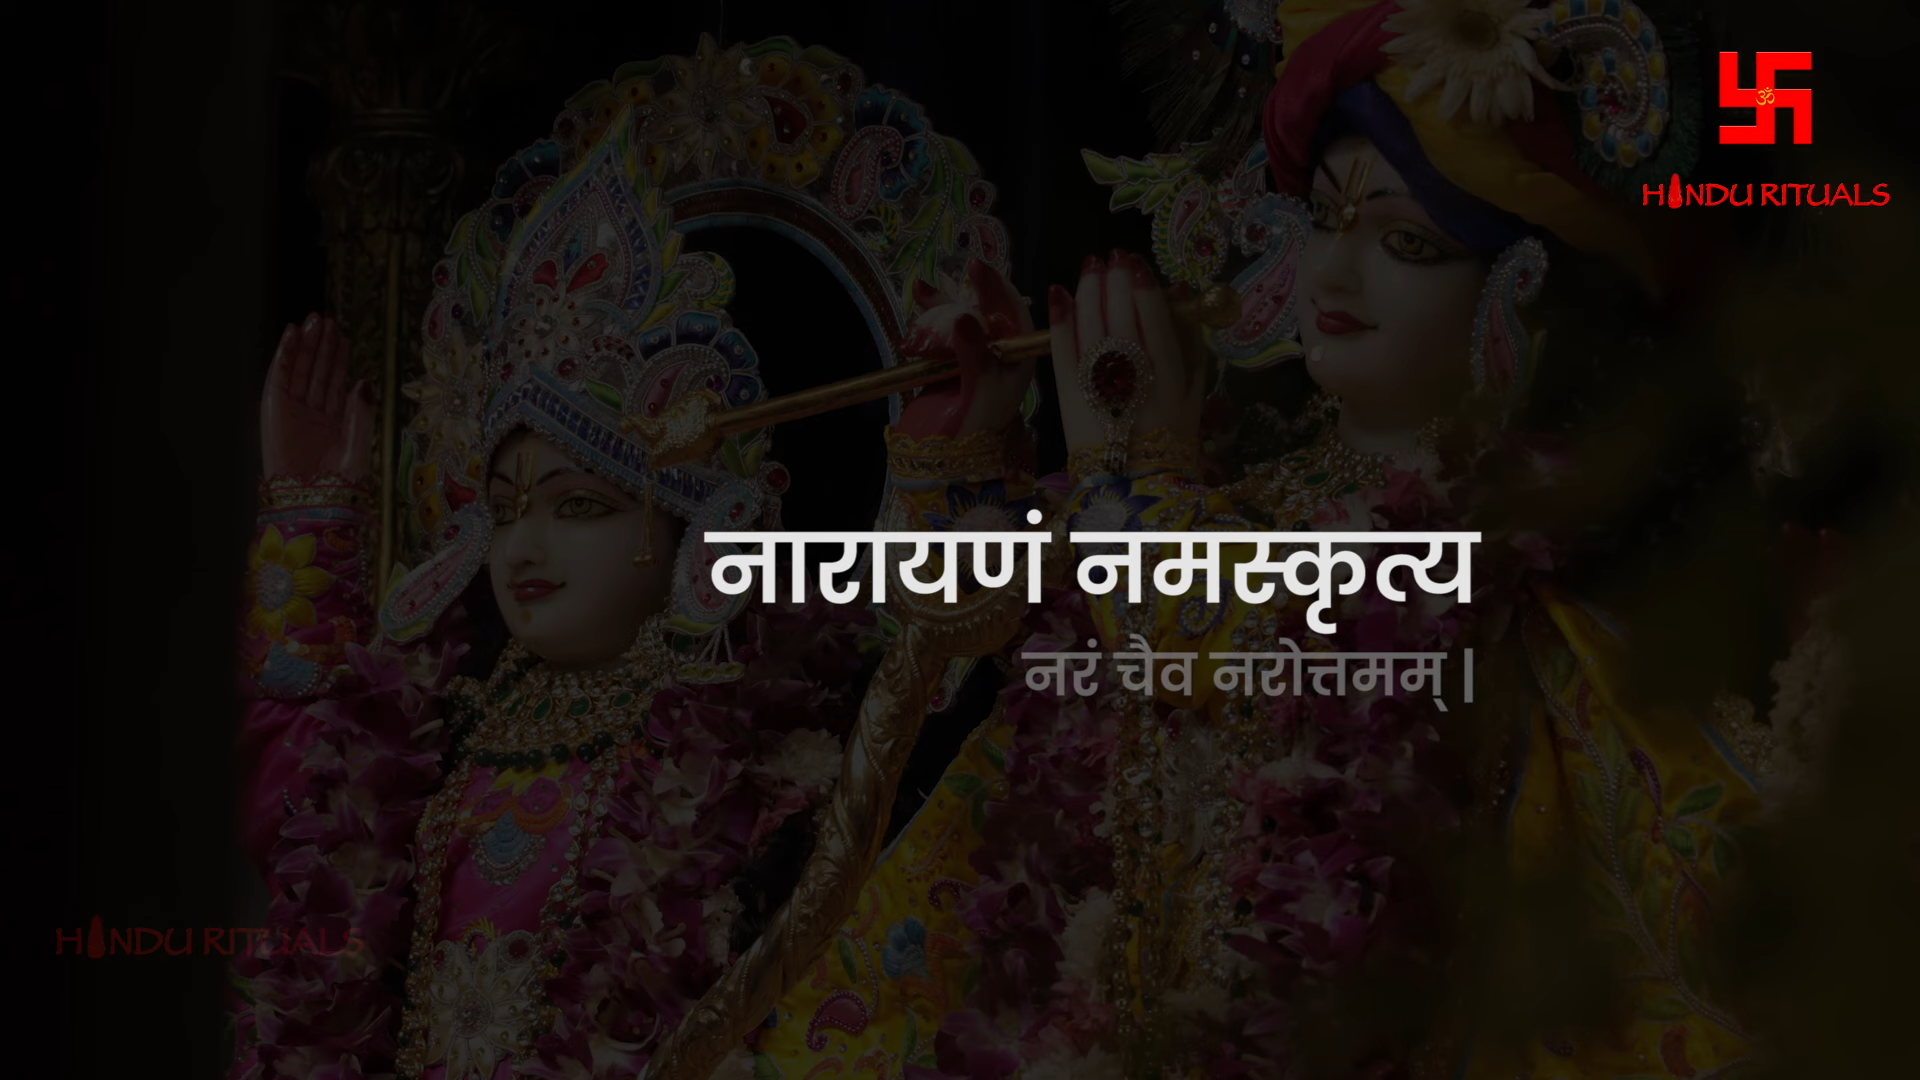 ॐ
HINDU RITUALS
नारायणं नमस्कृत्य
नरं चैव नरोत्तमम् |
HINDU RITUALS